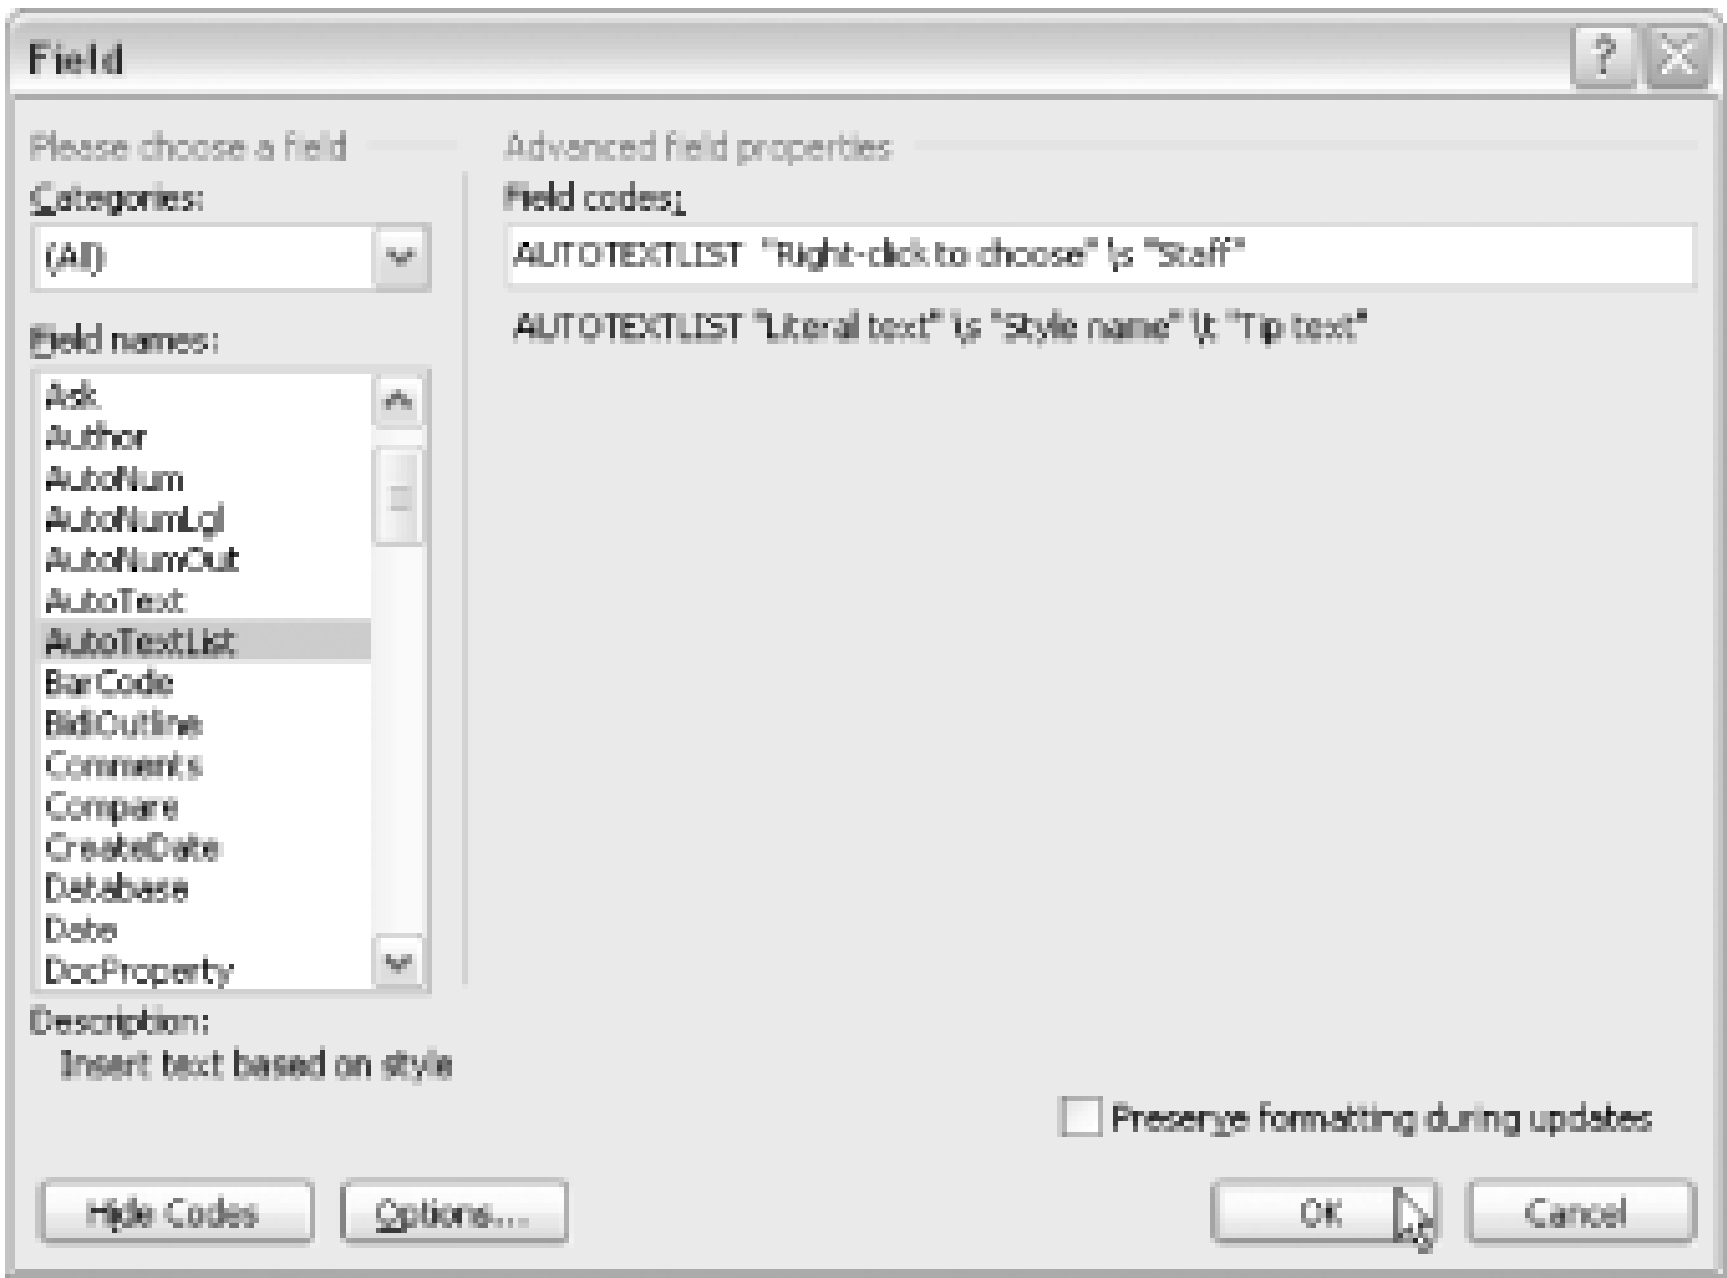 Field
Please choose a field
Categories:
(All)
Field names:
Ask
Author
AutoNum
AutoNumLgl
AutoNumOut
AutoText
AutoTextList
BarCode
BidiOutline
Comments
Compare
CreateDate
Database
Date
DocProperty
Description:
Insert text based on style
Advanced field properties
Field codes:
AUTOTEXTLIST "Right-click to choose" \s "Staff"
AUTOTEXTLIST "Literal text" \s "Style name" \t "Tip text"
Preserve formatting during updates
Hide Codes
Options...
OK
Cancel